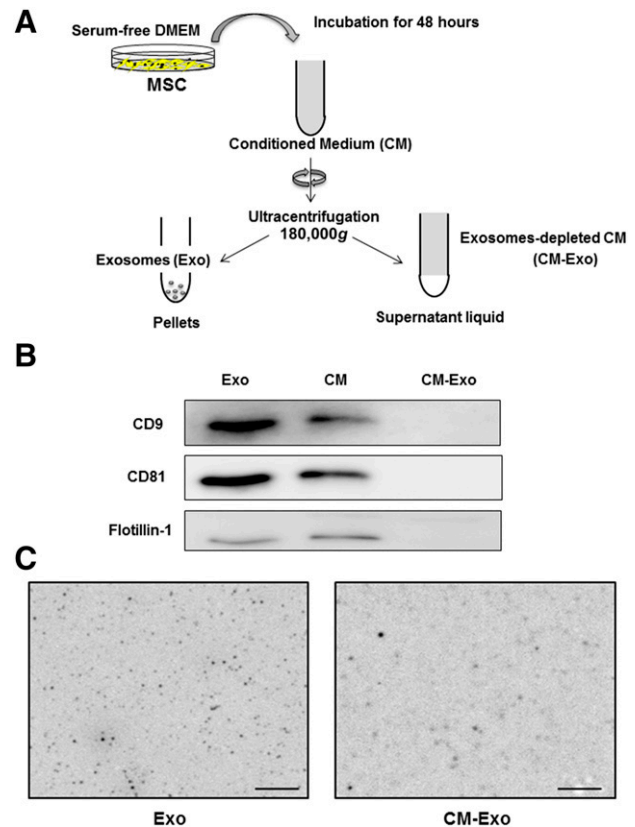 A
Serum-free DMEM
Incubation for 48 hours
MSC
Conditioned Medium (CM)
Ultracentrifugation
180,000g
Exosomes (Exo)
Exosomes-depleted CM
(CM-Exo)
Pellets
Supernatant liquid
B
Exo CM CM-Exo
CD9
CD81
Flotillin-1
C
Exo CM-Exo